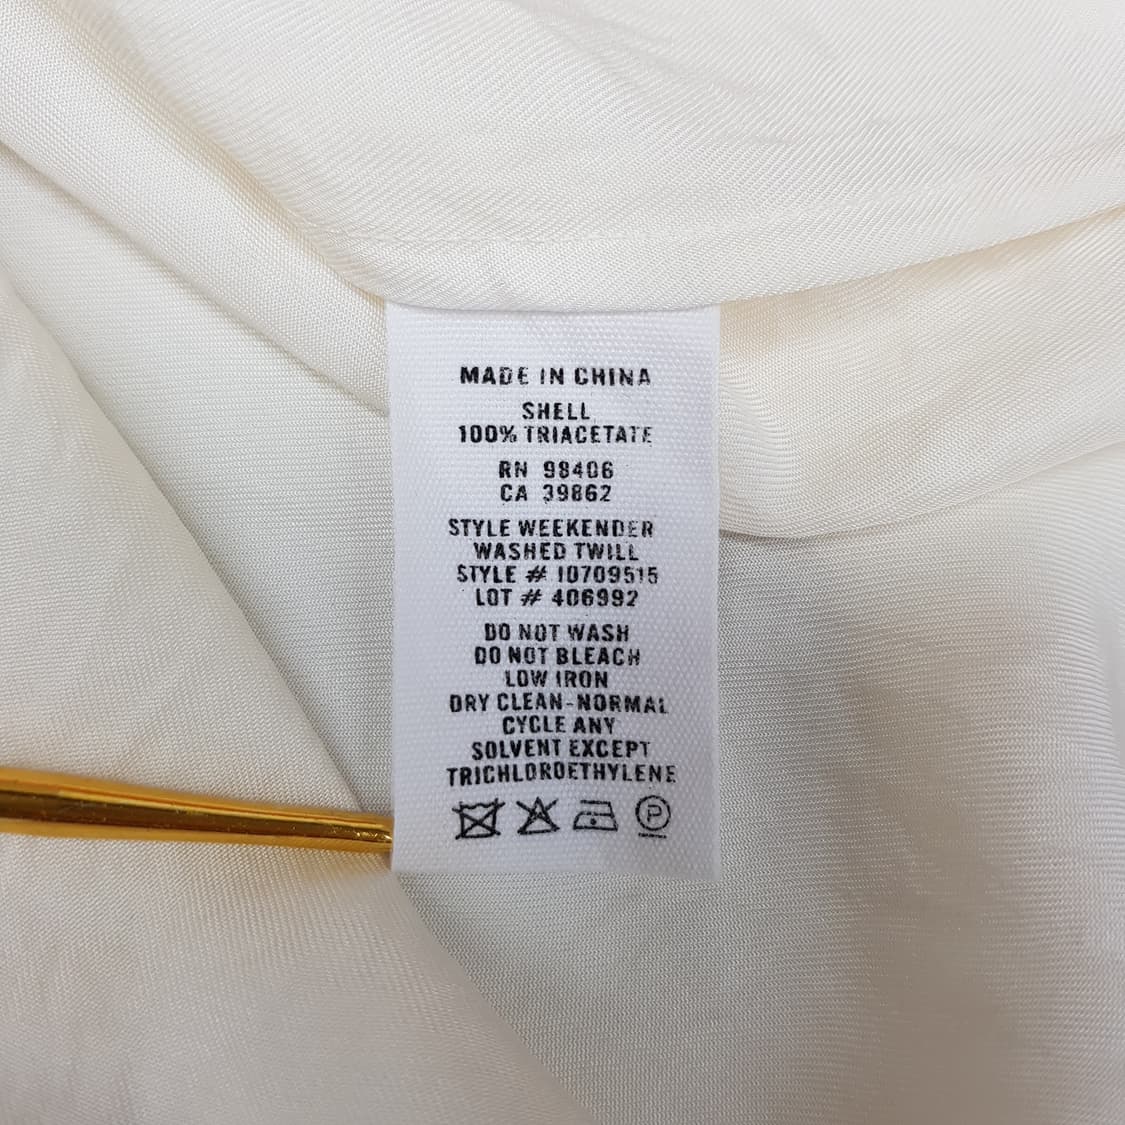 MADE IN CHINA
SHELL
100% TRIACETATE
RN 98406
CA 39862
STYLE WEEKENDER
WASHED TWILL
STYLE # 10709515
LOT # 406992
DO NOT WASH
DO NOT BLEACH
LOW IRON
DRY CLEAN-NORMAL
CYCLE ANY
SOLVENT EXCEPT
TRICHLOROETHYLENE
P